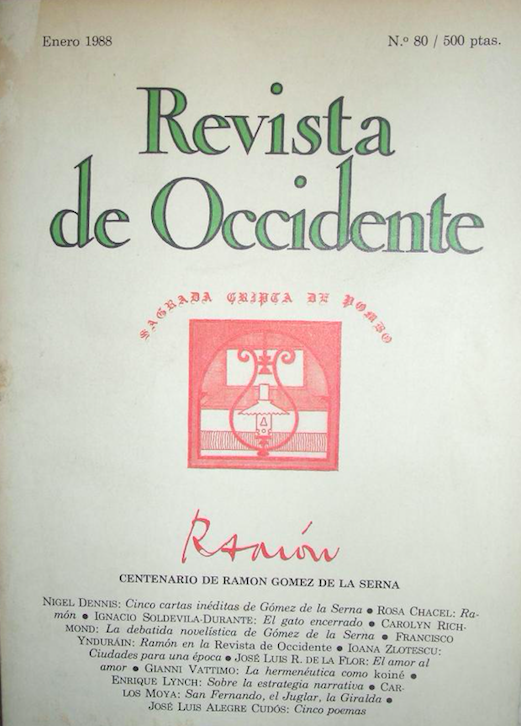 Enero 1988
N.º 80 / 500 ptas.
Revista
de Occidente
SAGRADA CRIPTA DE POMBO
Ramón
CENTENARIO DE RAMON GOMEZ DE LA SERNA
NIGEL DENNIS: Cinco cartas inéditas de Gómez de la Serna ● ROSA CHACEL: Ra-
món ● IGNACIO SOLDEVILA-DURANTE: El gato encerrado ● CAROLYN RICH-
MOND: La debatida novelística de Gómez de la Serna ● FRANCISCO
YNDURÁIN: Ramón en la Revista de Occidente ● IOANA ZLOTESCU:
Ciudades para una época ● JOSÉ LUIS R. DE LA FLOR: El amor al
amor ● GIANNI VATTIMO: La hermenéutica como koiné ●
ENRIQUE LYNCH: Sobre la estrategia narrativa ● CAR-
LOS MOYA: San Fernando, el Juglar, la Giralda ●
JOSÉ LUIS ALEGRE CUDÓS: Cinco poemas